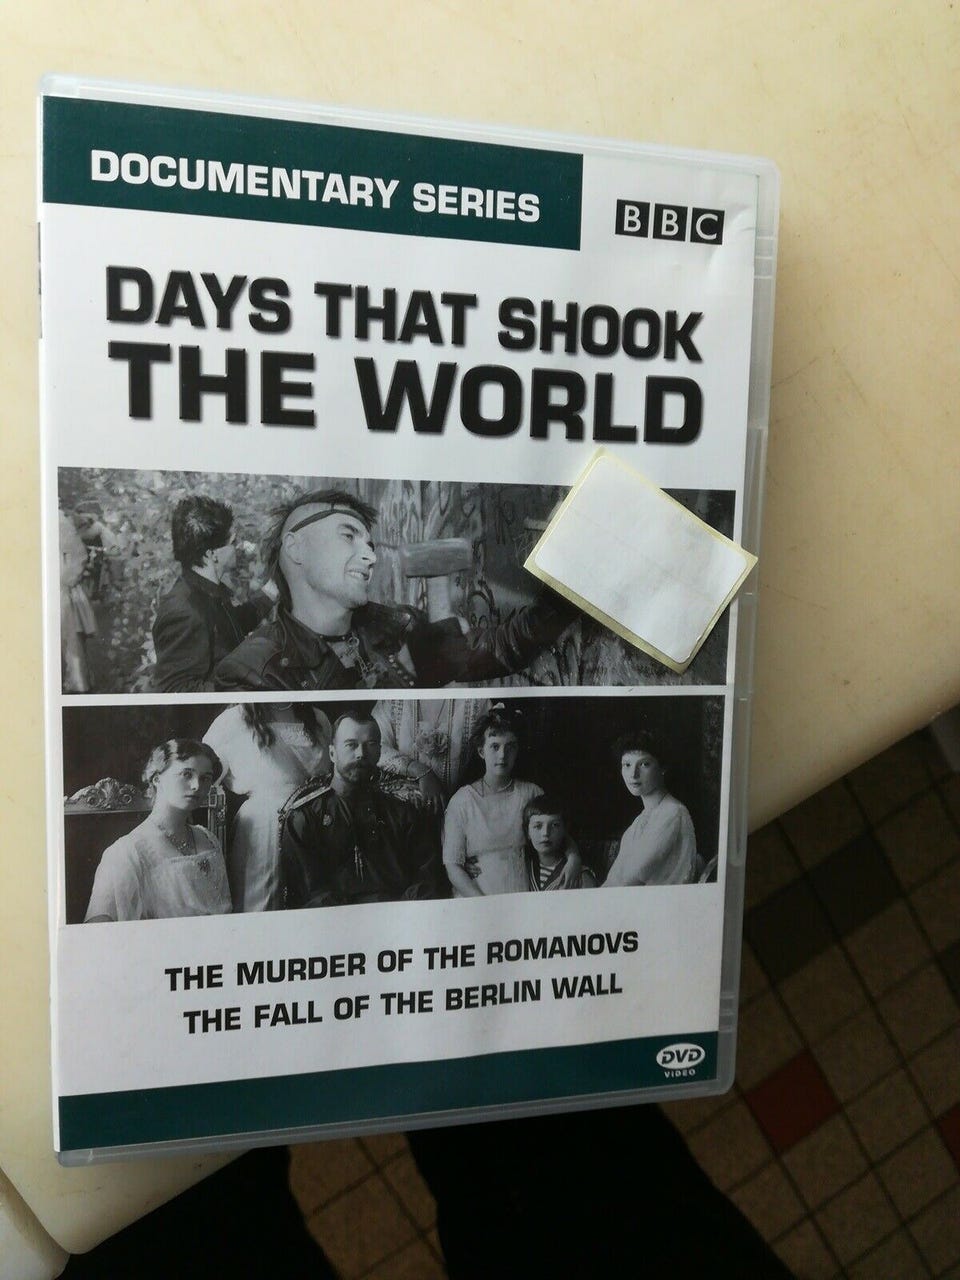 DOCUMENTARY SERIES
BBC
DAYS THAT SHOOK
THE WORLD
THE MURDER OF THE ROMANOVS
THE FALL OF THE BERLIN WALL
DVD
VIDEO